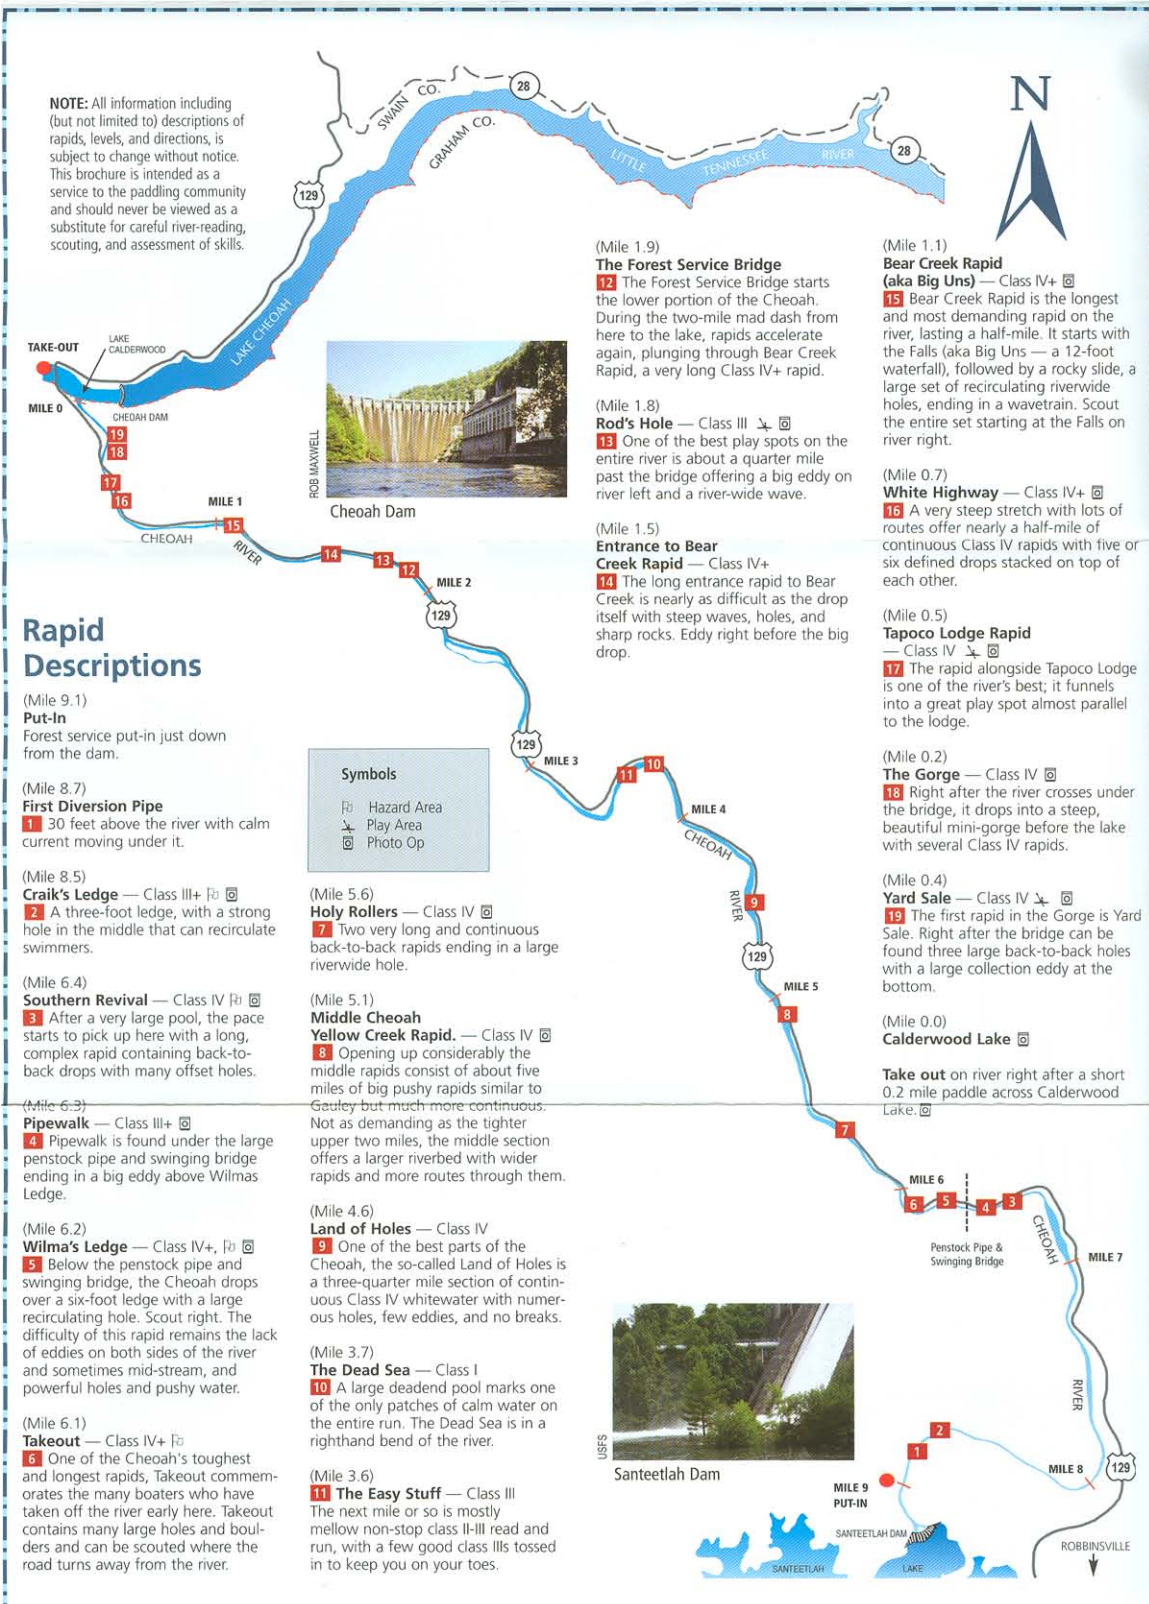 NOTE: All information including
(but not limited to) descriptions of
rapids, levels, and directions, is
subject to change without notice.
This brochure is intended as a
service to the paddling community
and should never be viewed as a
substitute for careful river-reading,
scouting, and assessment of skills.
SWAIN CO.
GRAHAM CO.
28
LITTLE TENNESSEE RIVER
28
N
129
LAKE CHEOAH
TAKE-OUT
LAKE
CALDERWOOD
MILE 0
CHEOAH DAM
19
18
17
16
MILE 1
15
CHEOAH
RIVER
14
13
12
MILE 2
129
ROB MAXWELL
Cheoah Dam
129
MILE 3
11
10
MILE 4
CHEOAH
RIVER
9
129
MILE 5
8
7
MILE 6
6
5
4
3
Penstock Pipe &
Swinging Bridge
CHEOAH
MILE 7
RIVER
2
1
MILE 8
129
MILE 9
PUT-IN
SANTEETLAH DAM
SANTEETLAH
LAKE
ROBBINSVILLE
USFS
Santeetlah Dam
Rapid
Descriptions
(Mile 9.1)
Put-In
Forest service put-in just down
from the dam.
(Mile 8.7)
First Diversion Pipe
1 30 feet above the river with calm
current moving under it.
(Mile 8.5)
Craik's Ledge — Class III+
2 A three-foot ledge, with a strong
hole in the middle that can recirculate
swimmers.
(Mile 6.4)
Southern Revival — Class IV
3 After a very large pool, the pace
starts to pick up here with a long,
complex rapid containing back-to-
back drops with many offset holes.
(Mile 6.3)
Pipewalk — Class III+
4 Pipewalk is found under the large
penstock pipe and swinging bridge
ending in a big eddy above Wilmas
Ledge.
(Mile 6.2)
Wilma's Ledge — Class IV+,
5 Below the penstock pipe and
swinging bridge, the Cheoah drops
over a six-foot ledge with a large
recirculating hole. Scout right. The
difficulty of this rapid remains the lack
of eddies on both sides of the river
and sometimes mid-stream, and
powerful holes and pushy water.
(Mile 6.1)
Takeout — Class IV+
6 One of the Cheoah's toughest
and longest rapids, Takeout commem-
orates the many boaters who have
taken off the river early here. Takeout
contains many large holes and boul-
ders and can be scouted where the
road turns away from the river.
Symbols
Hazard Area
Play Area
Photo Op
(Mile 5.6)
Holy Rollers — Class IV
7 Two very long and continuous
back-to-back rapids ending in a large
riverwide hole.
(Mile 5.1)
Middle Cheoah
Yellow Creek Rapid. — Class IV
8 Opening up considerably the
middle rapids consist of about five
miles of big pushy rapids similar to
Gauley but much more continuous.
Not as demanding as the tighter
upper two miles, the middle section
offers a larger riverbed with wider
rapids and more routes through them.
(Mile 4.6)
Land of Holes — Class IV
9 One of the best parts of the
Cheoah, the so-called Land of Holes is
a three-quarter mile section of contin-
uous Class IV whitewater with numer-
ous holes, few eddies, and no breaks.
(Mile 3.7)
The Dead Sea — Class I
10 A large deadend pool marks one
of the only patches of calm water on
the entire run. The Dead Sea is in a
righthand bend of the river.
(Mile 3.6)
11 The Easy Stuff — Class III
The next mile or so is mostly
mellow non-stop class II-III read and
run, with a few good class IIIs tossed
in to keep you on your toes.
(Mile 1.9)
The Forest Service Bridge
12 The Forest Service Bridge starts
the lower portion of the Cheoah.
During the two-mile mad dash from
here to the lake, rapids accelerate
again, plunging through Bear Creek
Rapid, a very long Class IV+ rapid.
(Mile 1.8)
Rod's Hole — Class III
13 One of the best play spots on the
entire river is about a quarter mile
past the bridge offering a big eddy on
river left and a river-wide wave.
(Mile 1.5)
Entrance to Bear
Creek Rapid — Class IV+
14 The long entrance rapid to Bear
Creek is nearly as difficult as the drop
itself with steep waves, holes, and
sharp rocks. Eddy right before the big
drop.
(Mile 1.1)
Bear Creek Rapid
(aka Big Uns) — Class IV+
15 Bear Creek Rapid is the longest
and most demanding rapid on the
river, lasting a half-mile. It starts with
the Falls (aka Big Uns — a 12-foot
waterfall), followed by a rocky slide, a
large set of recirculating riverwide
holes, ending in a wavetrain. Scout
the entire set starting at the Falls on
river right.
(Mile 0.7)
White Highway — Class IV+
16 A very steep stretch with lots of
routes offer nearly a half-mile of
continuous Class IV rapids with five or
six defined drops stacked on top of
each other.
(Mile 0.5)
Tapoco Lodge Rapid
— Class IV
17 The rapid alongside Tapoco Lodge
is one of the river's best; it funnels
into a great play spot almost parallel
to the lodge.
(Mile 0.2)
The Gorge — Class IV
18 Right after the river crosses under
the bridge, it drops into a steep,
beautiful mini-gorge before the lake
with several Class IV rapids.
(Mile 0.4)
Yard Sale — Class IV
19 The first rapid in the Gorge is Yard
Sale. Right after the bridge can be
found three large back-to-back holes
with a large collection eddy at the
bottom.
(Mile 0.0)
Calderwood Lake
Take out on river right after a short
0.2 mile paddle across Calderwood
Lake.